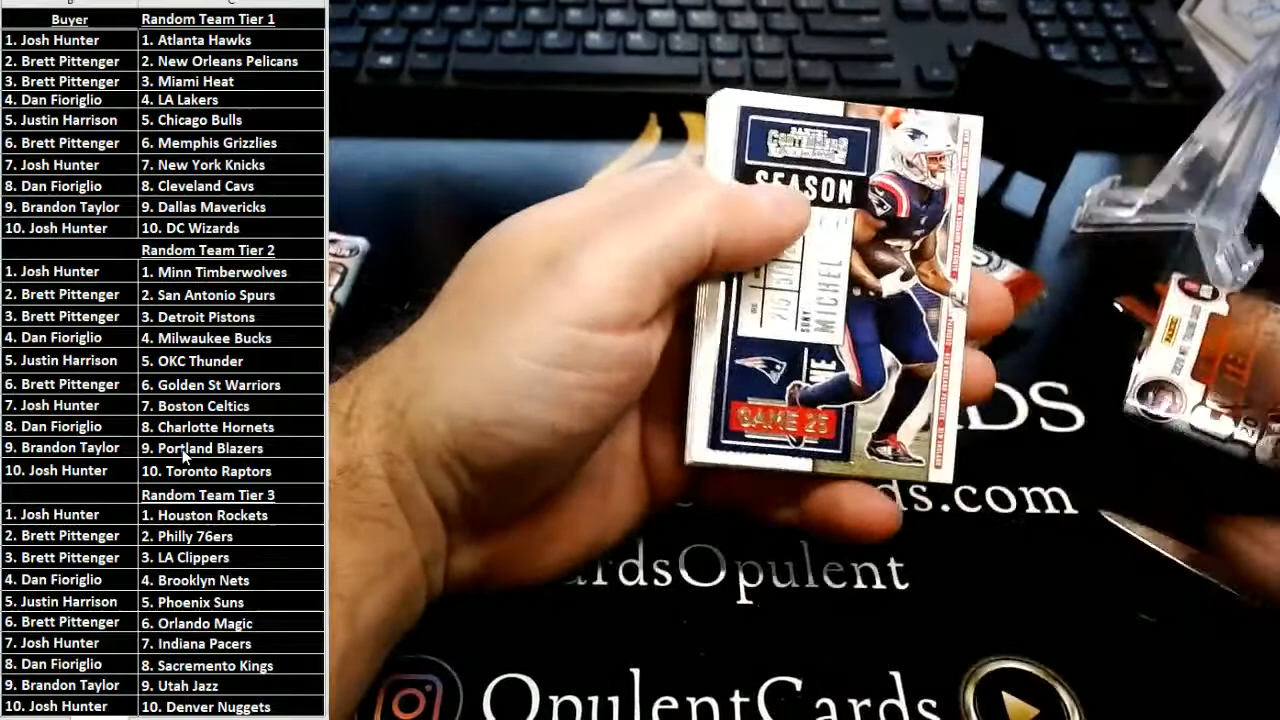 Buyer Random Team Tier 1
1. Josh Hunter 1. Atlanta Hawks
2. Brett Pittenger 2. New Orleans Pelicans
3. Brett Pittenger 3. Miami Heat
4. Dan Fioriglio 4. LA Lakers
5. Justin Harrison 5. Chicago Bulls
6. Brett Pittenger 6. Memphis Grizzlies
7. Josh Hunter 7. New York Knicks
8. Dan Fioriglio 8. Cleveland Cavs
9. Brandon Taylor 9. Dallas Mavericks
10. Josh Hunter 10. DC Wizards
Random Team Tier 2
1. Josh Hunter 1. Minn Timberwolves
2. Brett Pittenger 2. San Antonio Spurs
3. Brett Pittenger 3. Detroit Pistons
4. Dan Fioriglio 4. Milwaukee Bucks
5. Justin Harrison 5. OKC Thunder
6. Brett Pittenger 6. Golden St Warriors
7. Josh Hunter 7. Boston Celtics
8. Dan Fioriglio 8. Charlotte Hornets
9. Brandon Taylor 9. Portland Blazers
10. Josh Hunter 10. Toronto Raptors
Random Team Tier 3
1. Josh Hunter 1. Houston Rockets
2. Brett Pittenger 2. Philly 76ers
3. Brett Pittenger 3. LA Clippers
4. Dan Fioriglio 4. Brooklyn Nets
5. Justin Harrison 5. Phoenix Suns
6. Brett Pittenger 6. Orlando Magic
7. Josh Hunter 7. Indiana Pacers
8. Dan Fioriglio 8. Sacremento Kings
9. Brandon Taylor 9. Utah Jazz
10. Josh Hunter 10. Denver Nuggets
PANINI
CONTENDERS
SEASON
SONY
MICHEL
GAME 25
PANINI
RDS
ds.com
ardsOpulent
OpulentCards